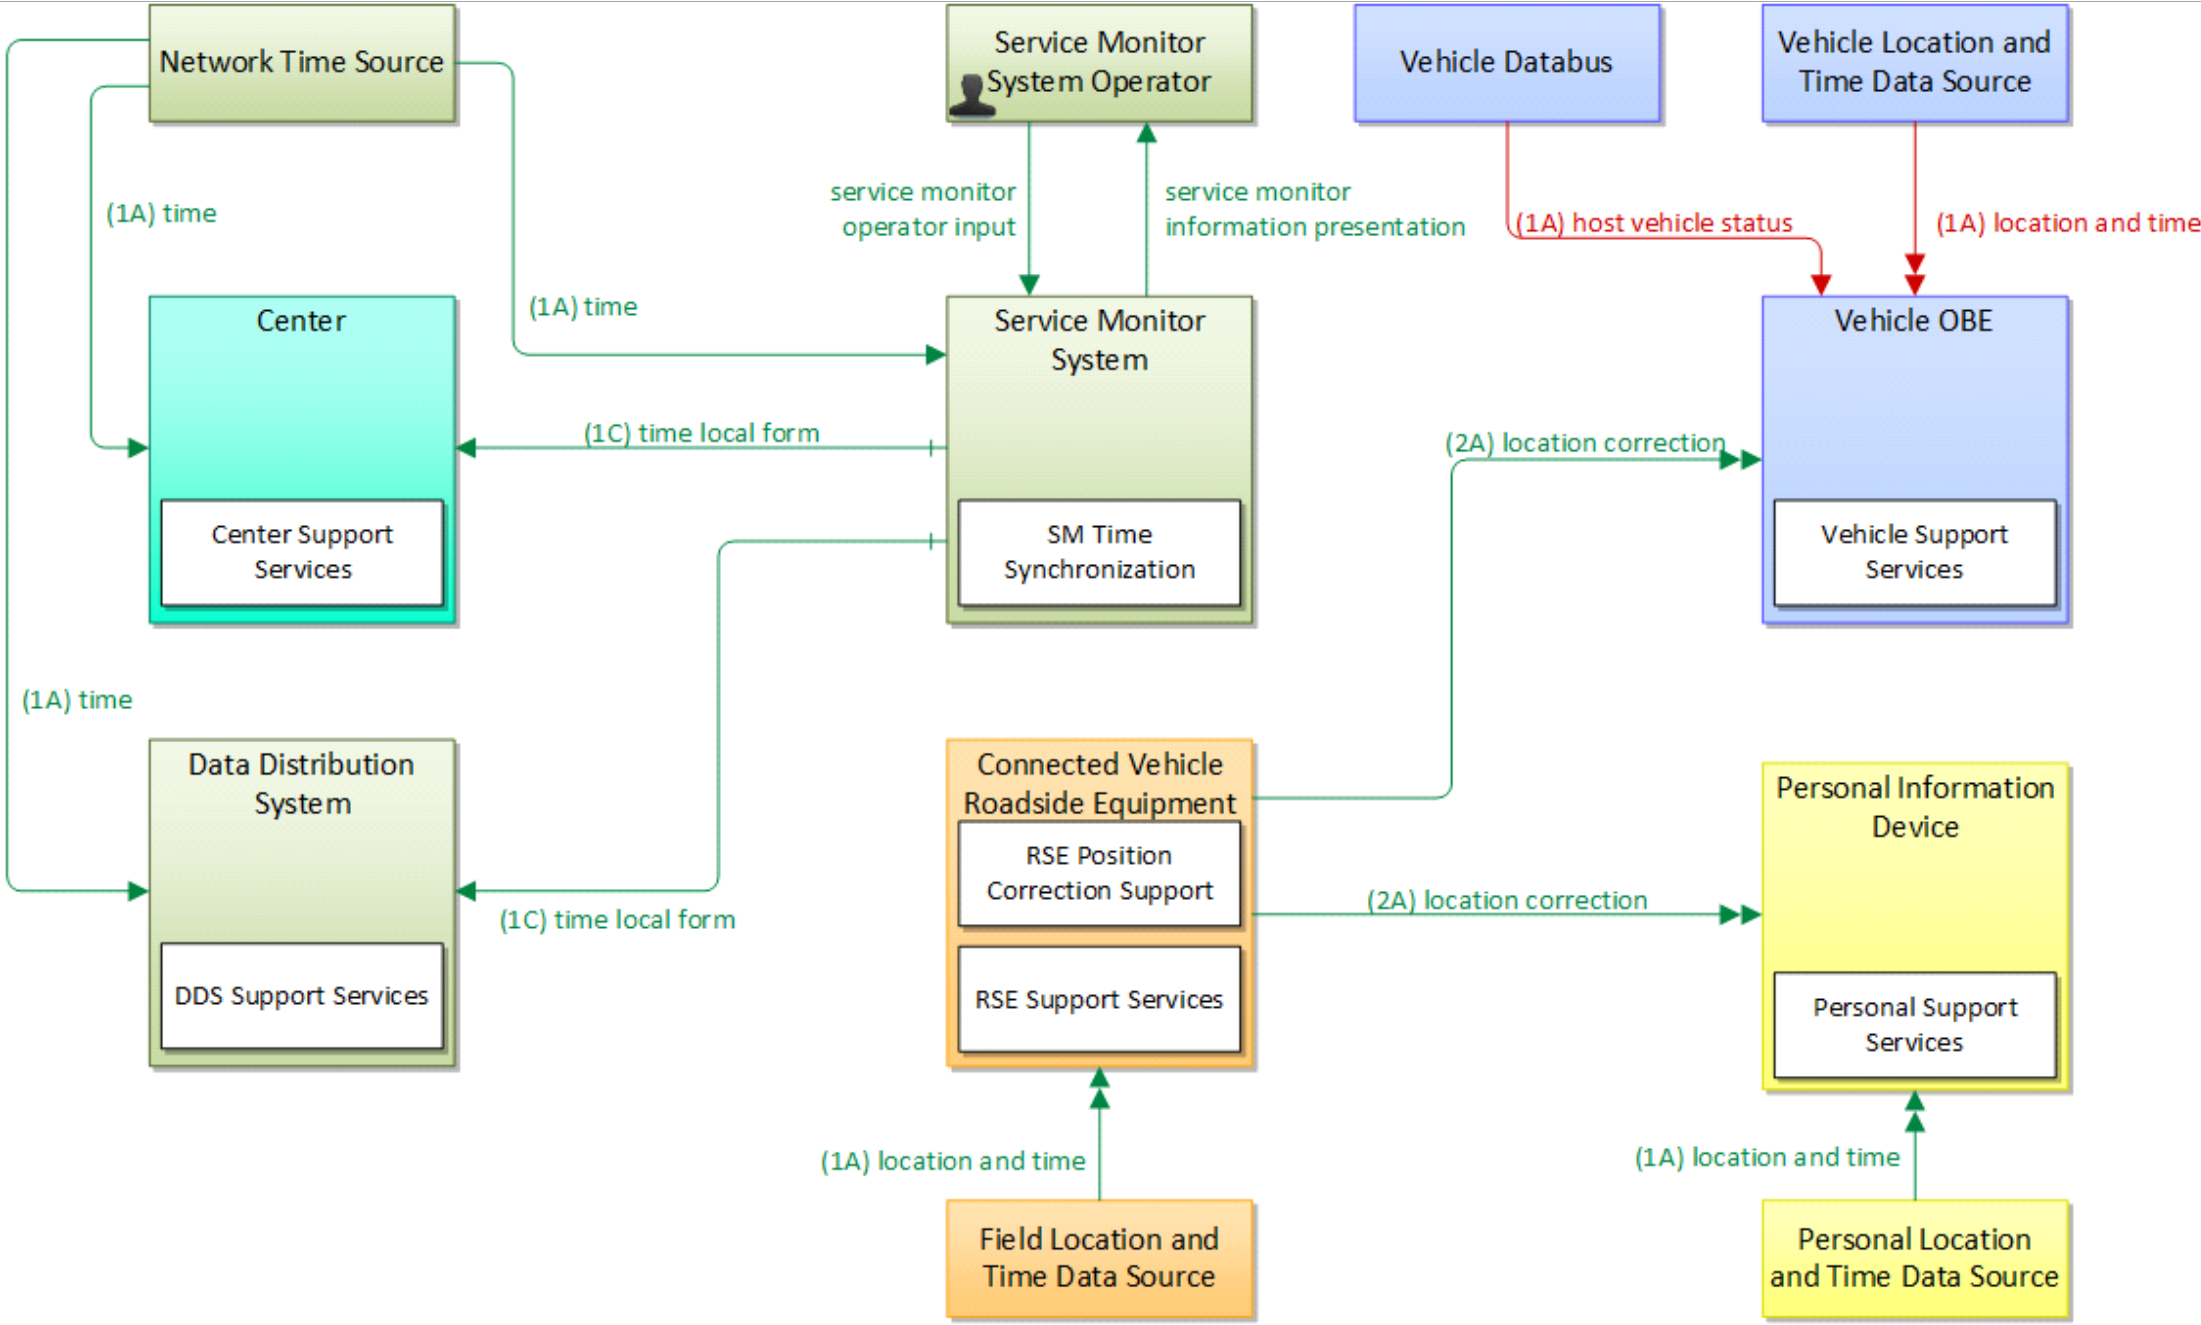 Network Time Source
Service Monitor
System Operator
Vehicle Databus
Vehicle Location and
Time Data Source
(1A) time
service monitor
operator input
service monitor
information presentation
(1A) host vehicle status
(1A) location and time
(1A) time
Center
Service Monitor
System
Vehicle OBE
(1C) time local form
(2A) location correction
Center Support
Services
SM Time
Synchronization
Vehicle Support
Services
(1A) time
Data Distribution
System
Connected Vehicle
Roadside Equipment
Personal Information
Device
RSE Position
Correction Support
(2A) location correction
(1C) time local form
DDS Support Services
RSE Support Services
Personal Support
Services
(1A) location and time
(1A) location and time
Field Location and
Time Data Source
Personal Location
and Time Data Source